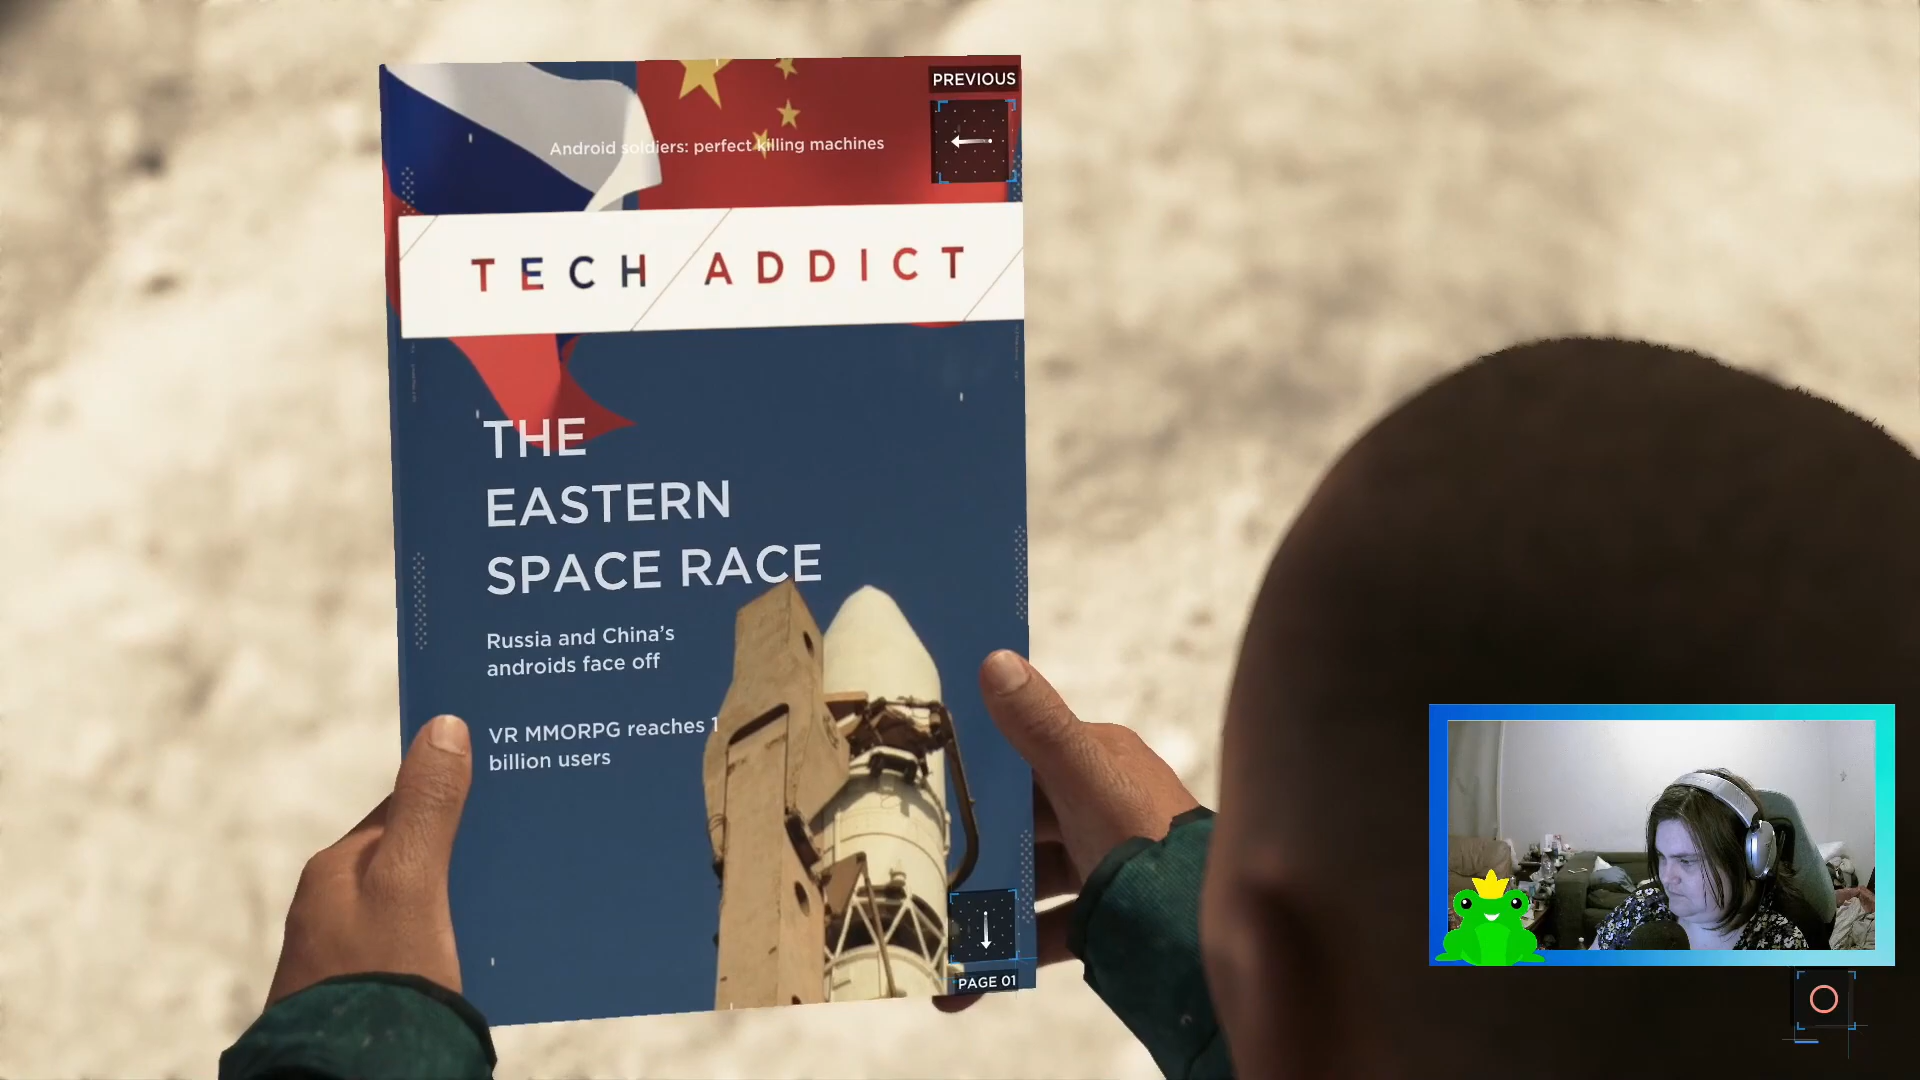 PREVIOUS
Android soldiers: perfect killing machines
TECH ADDICT
THE
EASTERN
SPACE RACE
Russia and China's
androids face off
VR MMORPG reaches 1
billion users
PAGE 01